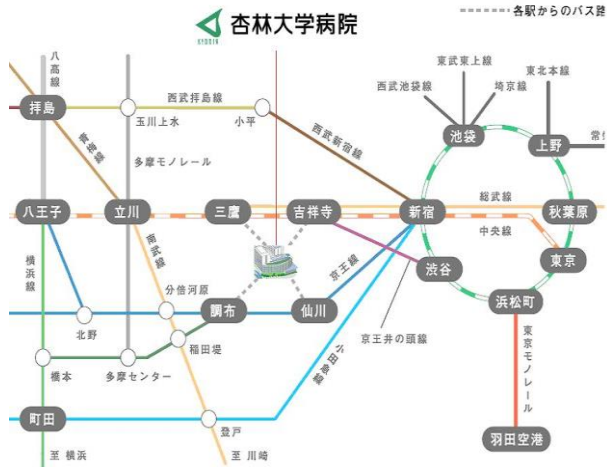 各駅からのバス路
杏林大学病院
KYORIN
八高線
東武東上線
東北本線
西武池袋線
埼京線
拝島
西武拝島線
玉川上水
小平
池袋
上野
青梅線
多摩モノレール
西武新宿線
八王子
立川
三鷹
吉祥寺
新宿
総武線
中央線
秋葉原
南武線
横浜線
京王線
渋谷
東京
分倍河原
調布
仙川
浜松町
北野
稲田堤
小田急線
京王井の頭線
東京モノレール
橋本
多摩センター
町田
登戸
羽田空港
至 横浜
至 川崎